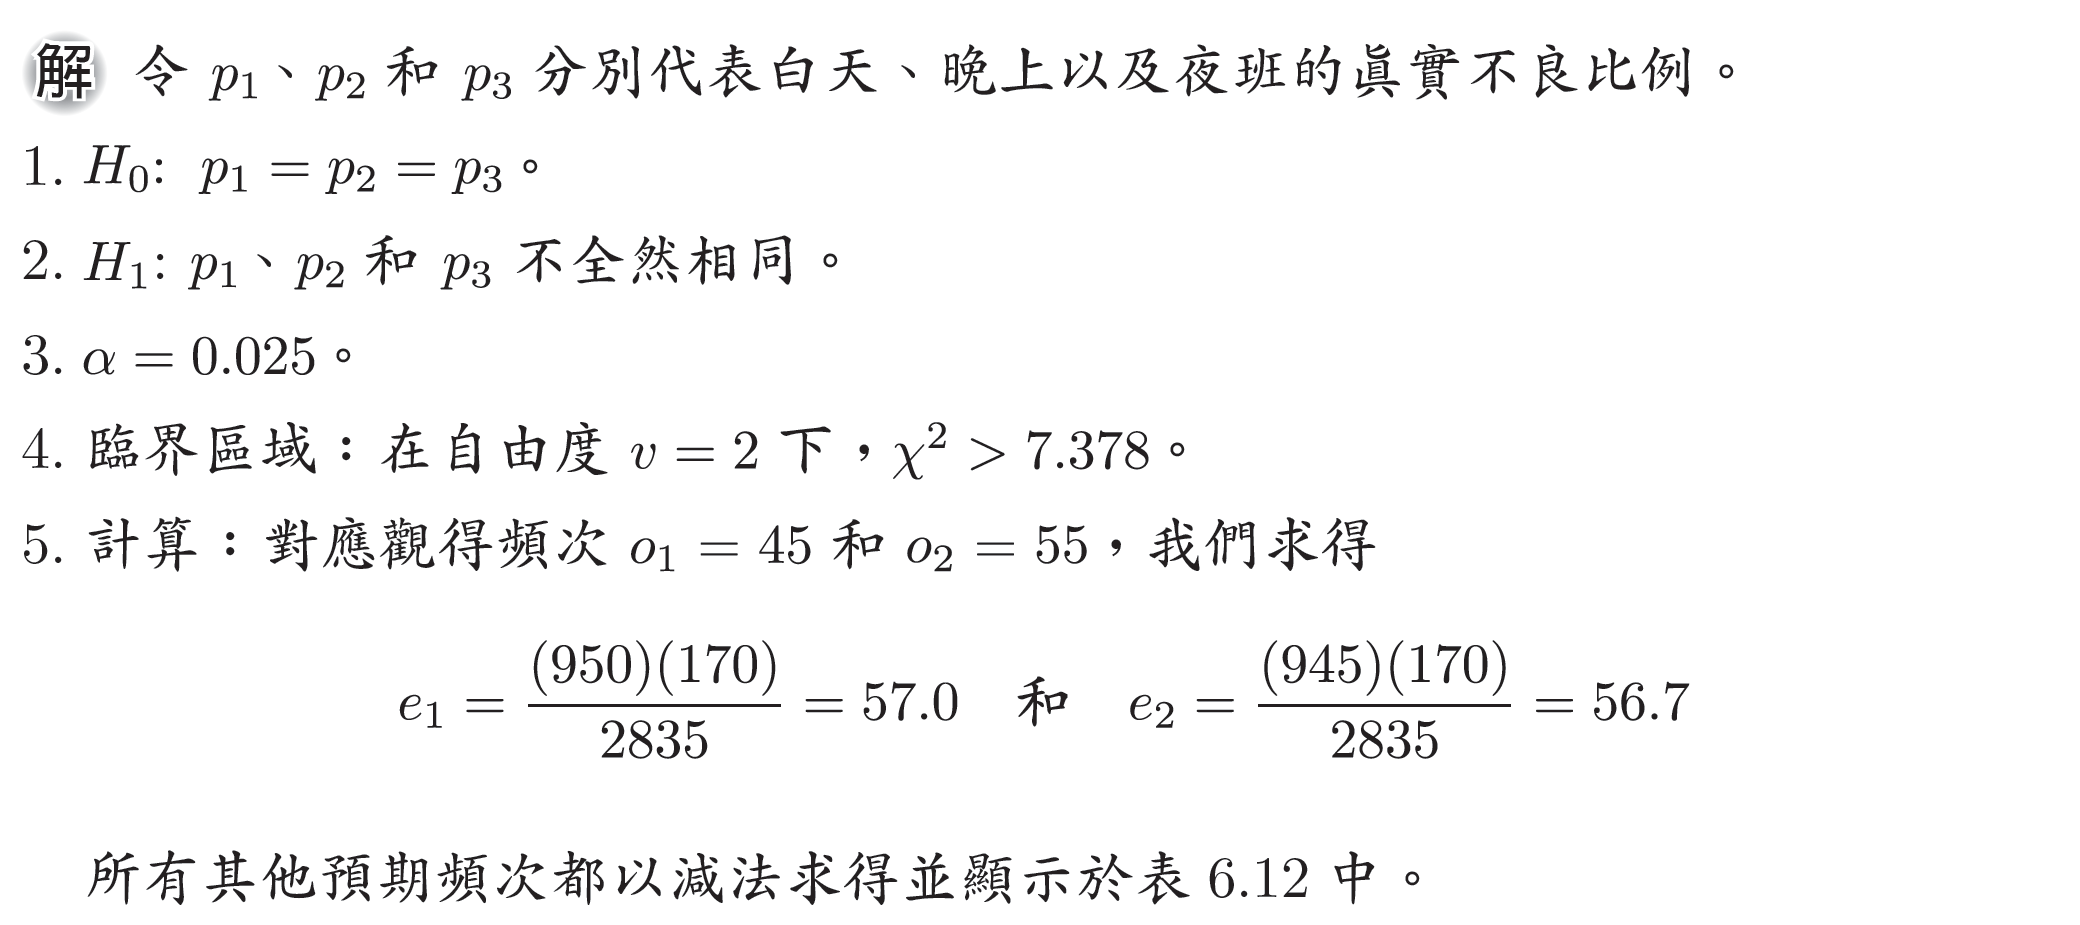 解 令 p₁、p₂ 和 p₃ 分別代表白天、晚上以及夜班的眞實不良比例。
1. H₀: p₁ = p₂ = p₃。
2. H₁: p₁、p₂ 和 p₃ 不全然相同。
3. α = 0.025。
4. 臨界區域：在自由度 v = 2 下，χ² > 7.378。
5. 計算：對應觀得頻次 o₁ = 45 和 o₂ = 55，我們求得
e₁ = (950)(170)/2835 = 57.0 和 e₂ = (945)(170)/2835 = 56.7
所有其他預期頻次都以減法求得並顯示於表 6.12 中。